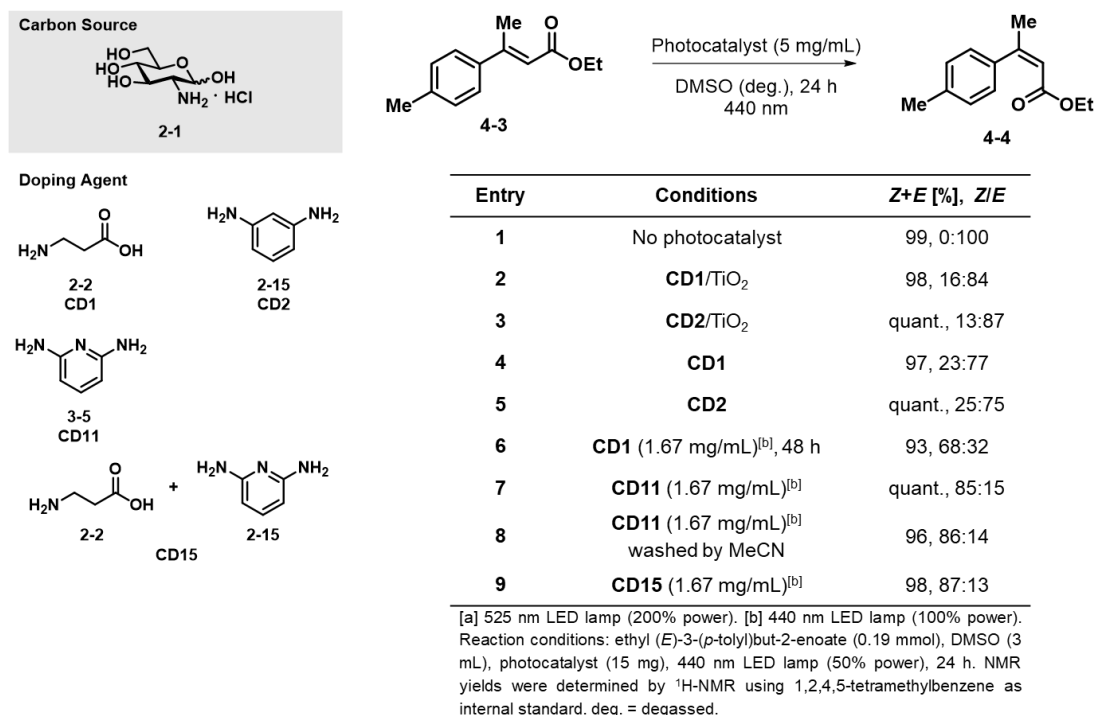 Carbon Source
HO
HO
HO
O
OH
NH₂ · HCl
2-1
Me
O
OEt
Me
4-3
Photocatalyst (5 mg/mL)
DMSO (deg.), 24 h
440 nm
Me
Me
O
OEt
4-4
Doping Agent
H₂N
O
OH
2-2
CD1
H₂N
NH₂
2-15
CD2
H₂N
N
NH₂
3-5
CD11
H₂N
O
OH
2-2
+
H₂N
N
NH₂
2-15
CD15
Entry Conditions Z+E [%], Z/E
1 No photocatalyst 99, 0:100
2 CD1/TiO₂ 98, 16:84
3 CD2/TiO₂ quant., 13:87
4 CD1 97, 23:77
5 CD2 quant., 25:75
6 CD1 (1.67 mg/mL)[b], 48 h 93, 68:32
7 CD11 (1.67 mg/mL)[b] quant., 85:15
8 CD11 (1.67 mg/mL)[b] washed by MeCN 96, 86:14
9 CD15 (1.67 mg/mL)[b] 98, 87:13
[a] 525 nm LED lamp (200% power). [b] 440 nm LED lamp (100% power).
Reaction conditions: ethyl (E)-3-(p-tolyl)but-2-enoate (0.19 mmol), DMSO (3
mL), photocatalyst (15 mg), 440 nm LED lamp (50% power), 24 h. NMR
yields were determined by ¹H-NMR using 1,2,4,5-tetramethylbenzene as
internal standard. deg. = degassed.